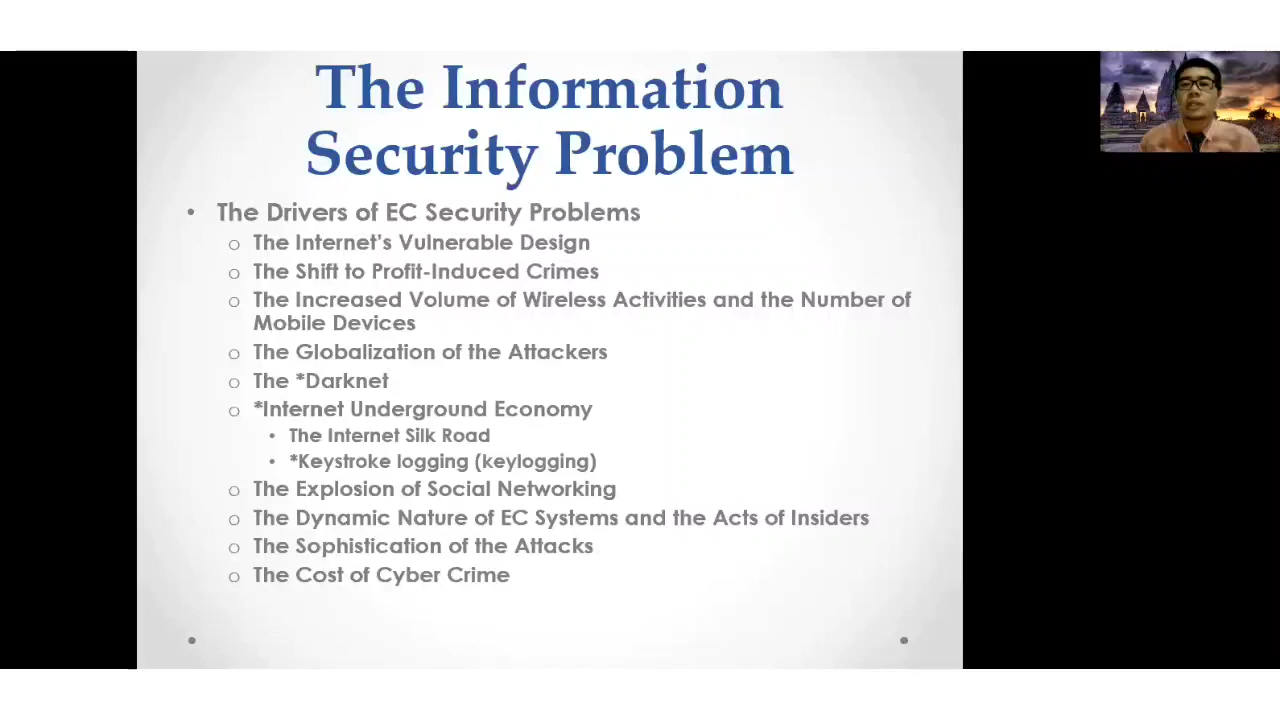 The Information
Security Problem
• The Drivers of EC Security Problems
o The Internet's Vulnerable Design
o The Shift to Profit-Induced Crimes
o The Increased Volume of Wireless Activities and the Number of
Mobile Devices
o The Globalization of the Attackers
o The *Darknet
o *Internet Underground Economy
• The Internet Silk Road
• *Keystroke logging (keylogging)
o The Explosion of Social Networking
o The Dynamic Nature of EC Systems and the Acts of Insiders
o The Sophistication of the Attacks
o The Cost of Cyber Crime